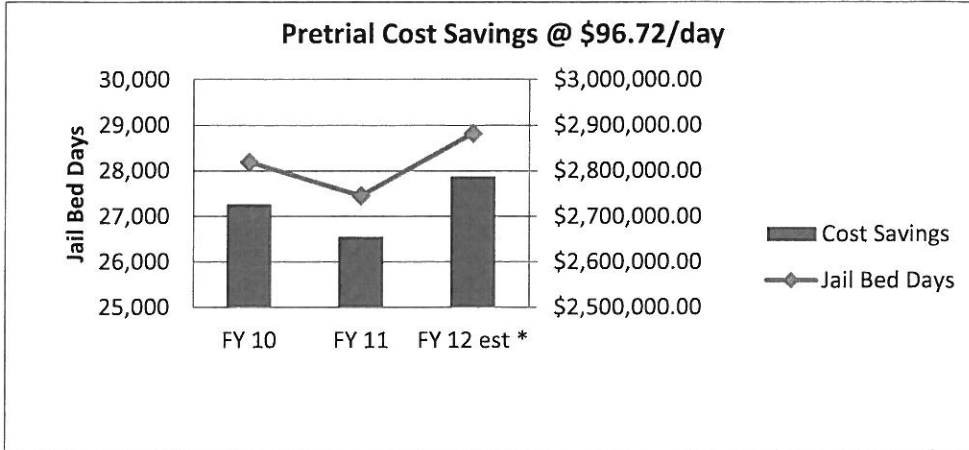 Pretrial Cost Savings @ $96.72/day
30,000
29,000
28,000
27,000
26,000
25,000
Jail Bed Days
$3,000,000.00
$2,900,000.00
$2,800,000.00
$2,700,000.00
$2,600,000.00
$2,500,000.00
FY 10
FY 11
FY 12 est *
Cost Savings
Jail Bed Days